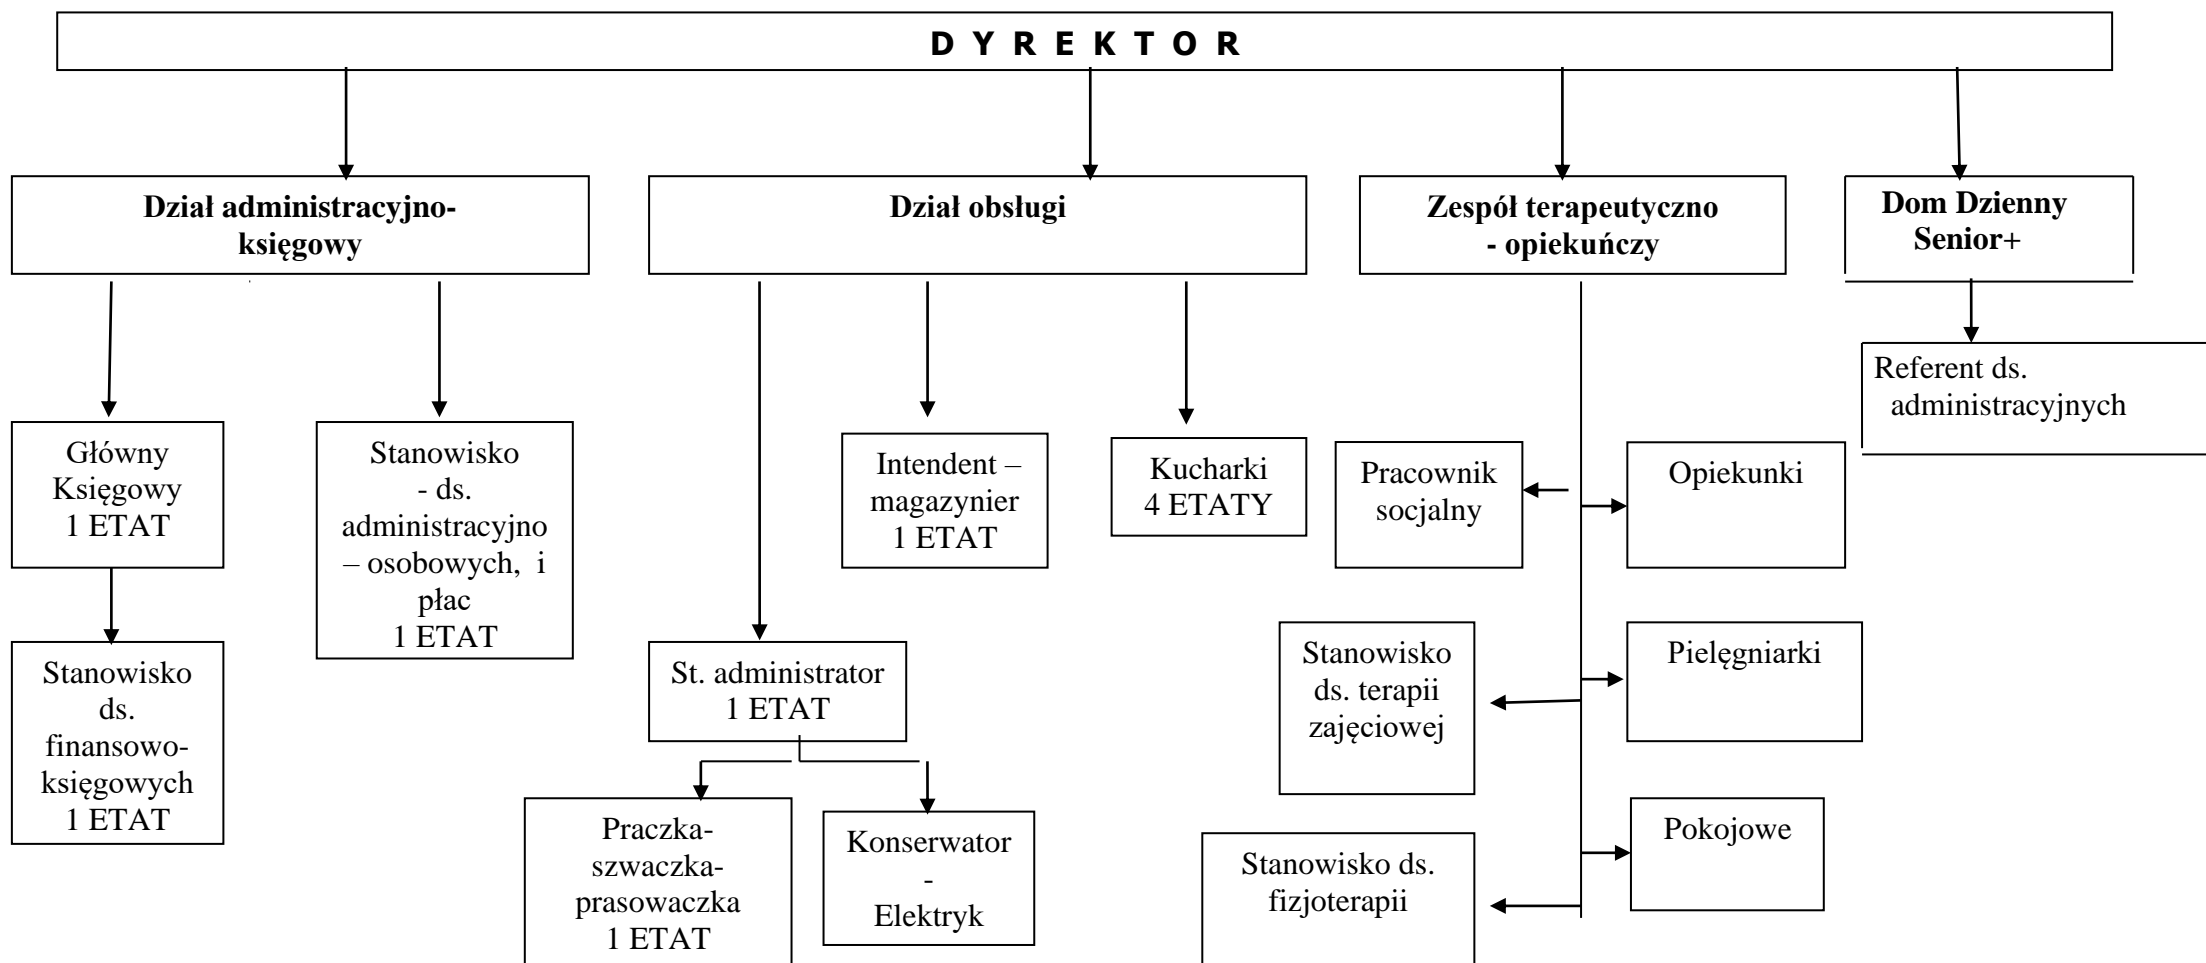 D Y R E K T O R
Dział administracyjno-
księgowy
Dział obsługi
Zespół terapeutyczno
- opiekuńczy
Dom Dzienny
Senior+
Główny
Księgowy
1 ETAT
Stanowisko
- ds.
administracyjno
– osobowych,  i
płac
1 ETAT
Stanowisko
ds.
finansowo-
księgowych
1 ETAT
Intendent –
magazynier
1 ETAT
Kucharki
4 ETATY
St. administrator
1 ETAT
Praczka-
szwaczka-
prasowaczka
1 ETAT
Konserwator
-
Elektryk
Pracownik
socjalny
Opiekunki
Stanowisko
ds. terapii
zajęciowej
Pielęgniarki
Stanowisko ds.
fizjoterapii
Pokojowe
Referent ds.
administracyjnych